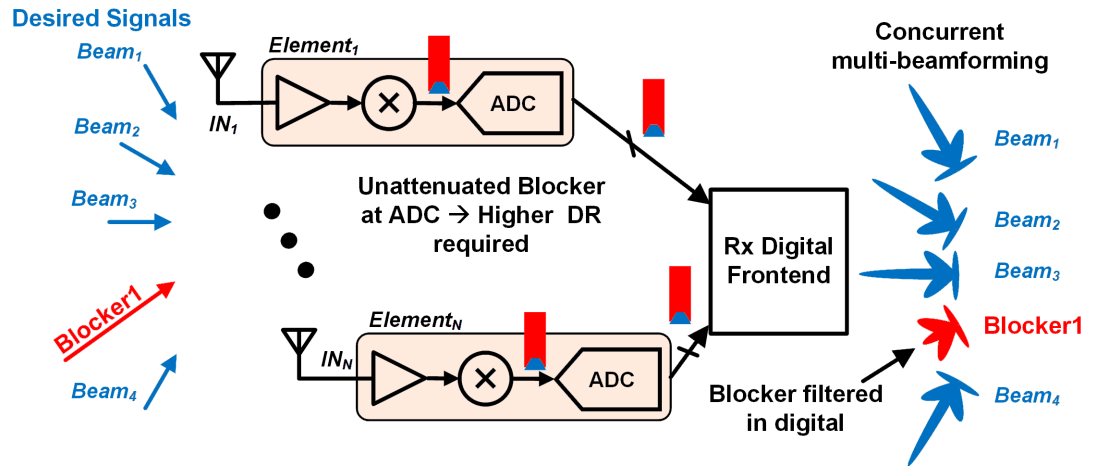 Desired Signals
Beam1
Beam2
Beam3
Blocker1
Beam4
Element1
IN1
ADC
Unattenuated Blocker
at ADC → Higher DR
required
ElementN
INN
ADC
Rx Digital
Frontend
Concurrent
multi-beamforming
Beam1
Beam2
Beam3
Blocker1
Beam4
Blocker filtered
in digital